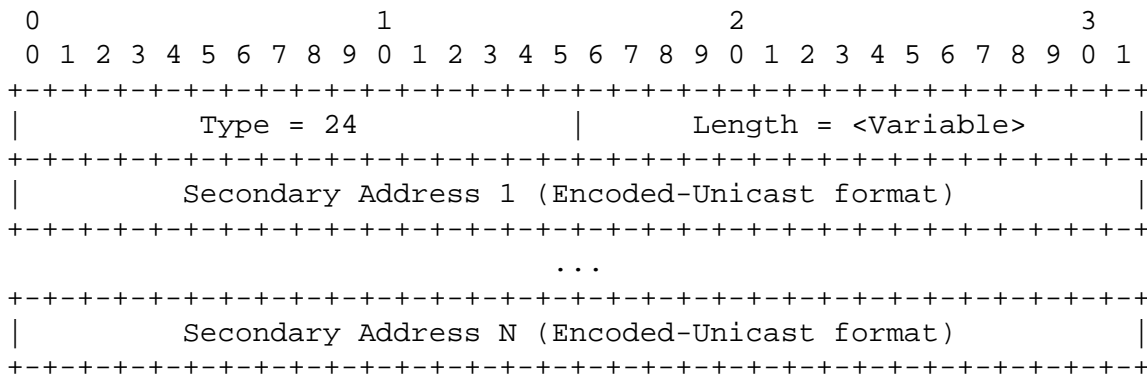 0                   1                   2                   3
 0 1 2 3 4 5 6 7 8 9 0 1 2 3 4 5 6 7 8 9 0 1 2 3 4 5 6 7 8 9 0 1
+-+-+-+-+-+-+-+-+-+-+-+-+-+-+-+-+-+-+-+-+-+-+-+-+-+-+-+-+-+-+-+-+
|          Type = 24            |      Length = <Variable>      |
+-+-+-+-+-+-+-+-+-+-+-+-+-+-+-+-+-+-+-+-+-+-+-+-+-+-+-+-+-+-+-+-+
|         Secondary Address 1 (Encoded-Unicast format)          |
+-+-+-+-+-+-+-+-+-+-+-+-+-+-+-+-+-+-+-+-+-+-+-+-+-+-+-+-+-+-+-+-+
                               ...
+-+-+-+-+-+-+-+-+-+-+-+-+-+-+-+-+-+-+-+-+-+-+-+-+-+-+-+-+-+-+-+-+
|         Secondary Address N (Encoded-Unicast format)          |
+-+-+-+-+-+-+-+-+-+-+-+-+-+-+-+-+-+-+-+-+-+-+-+-+-+-+-+-+-+-+-+-+